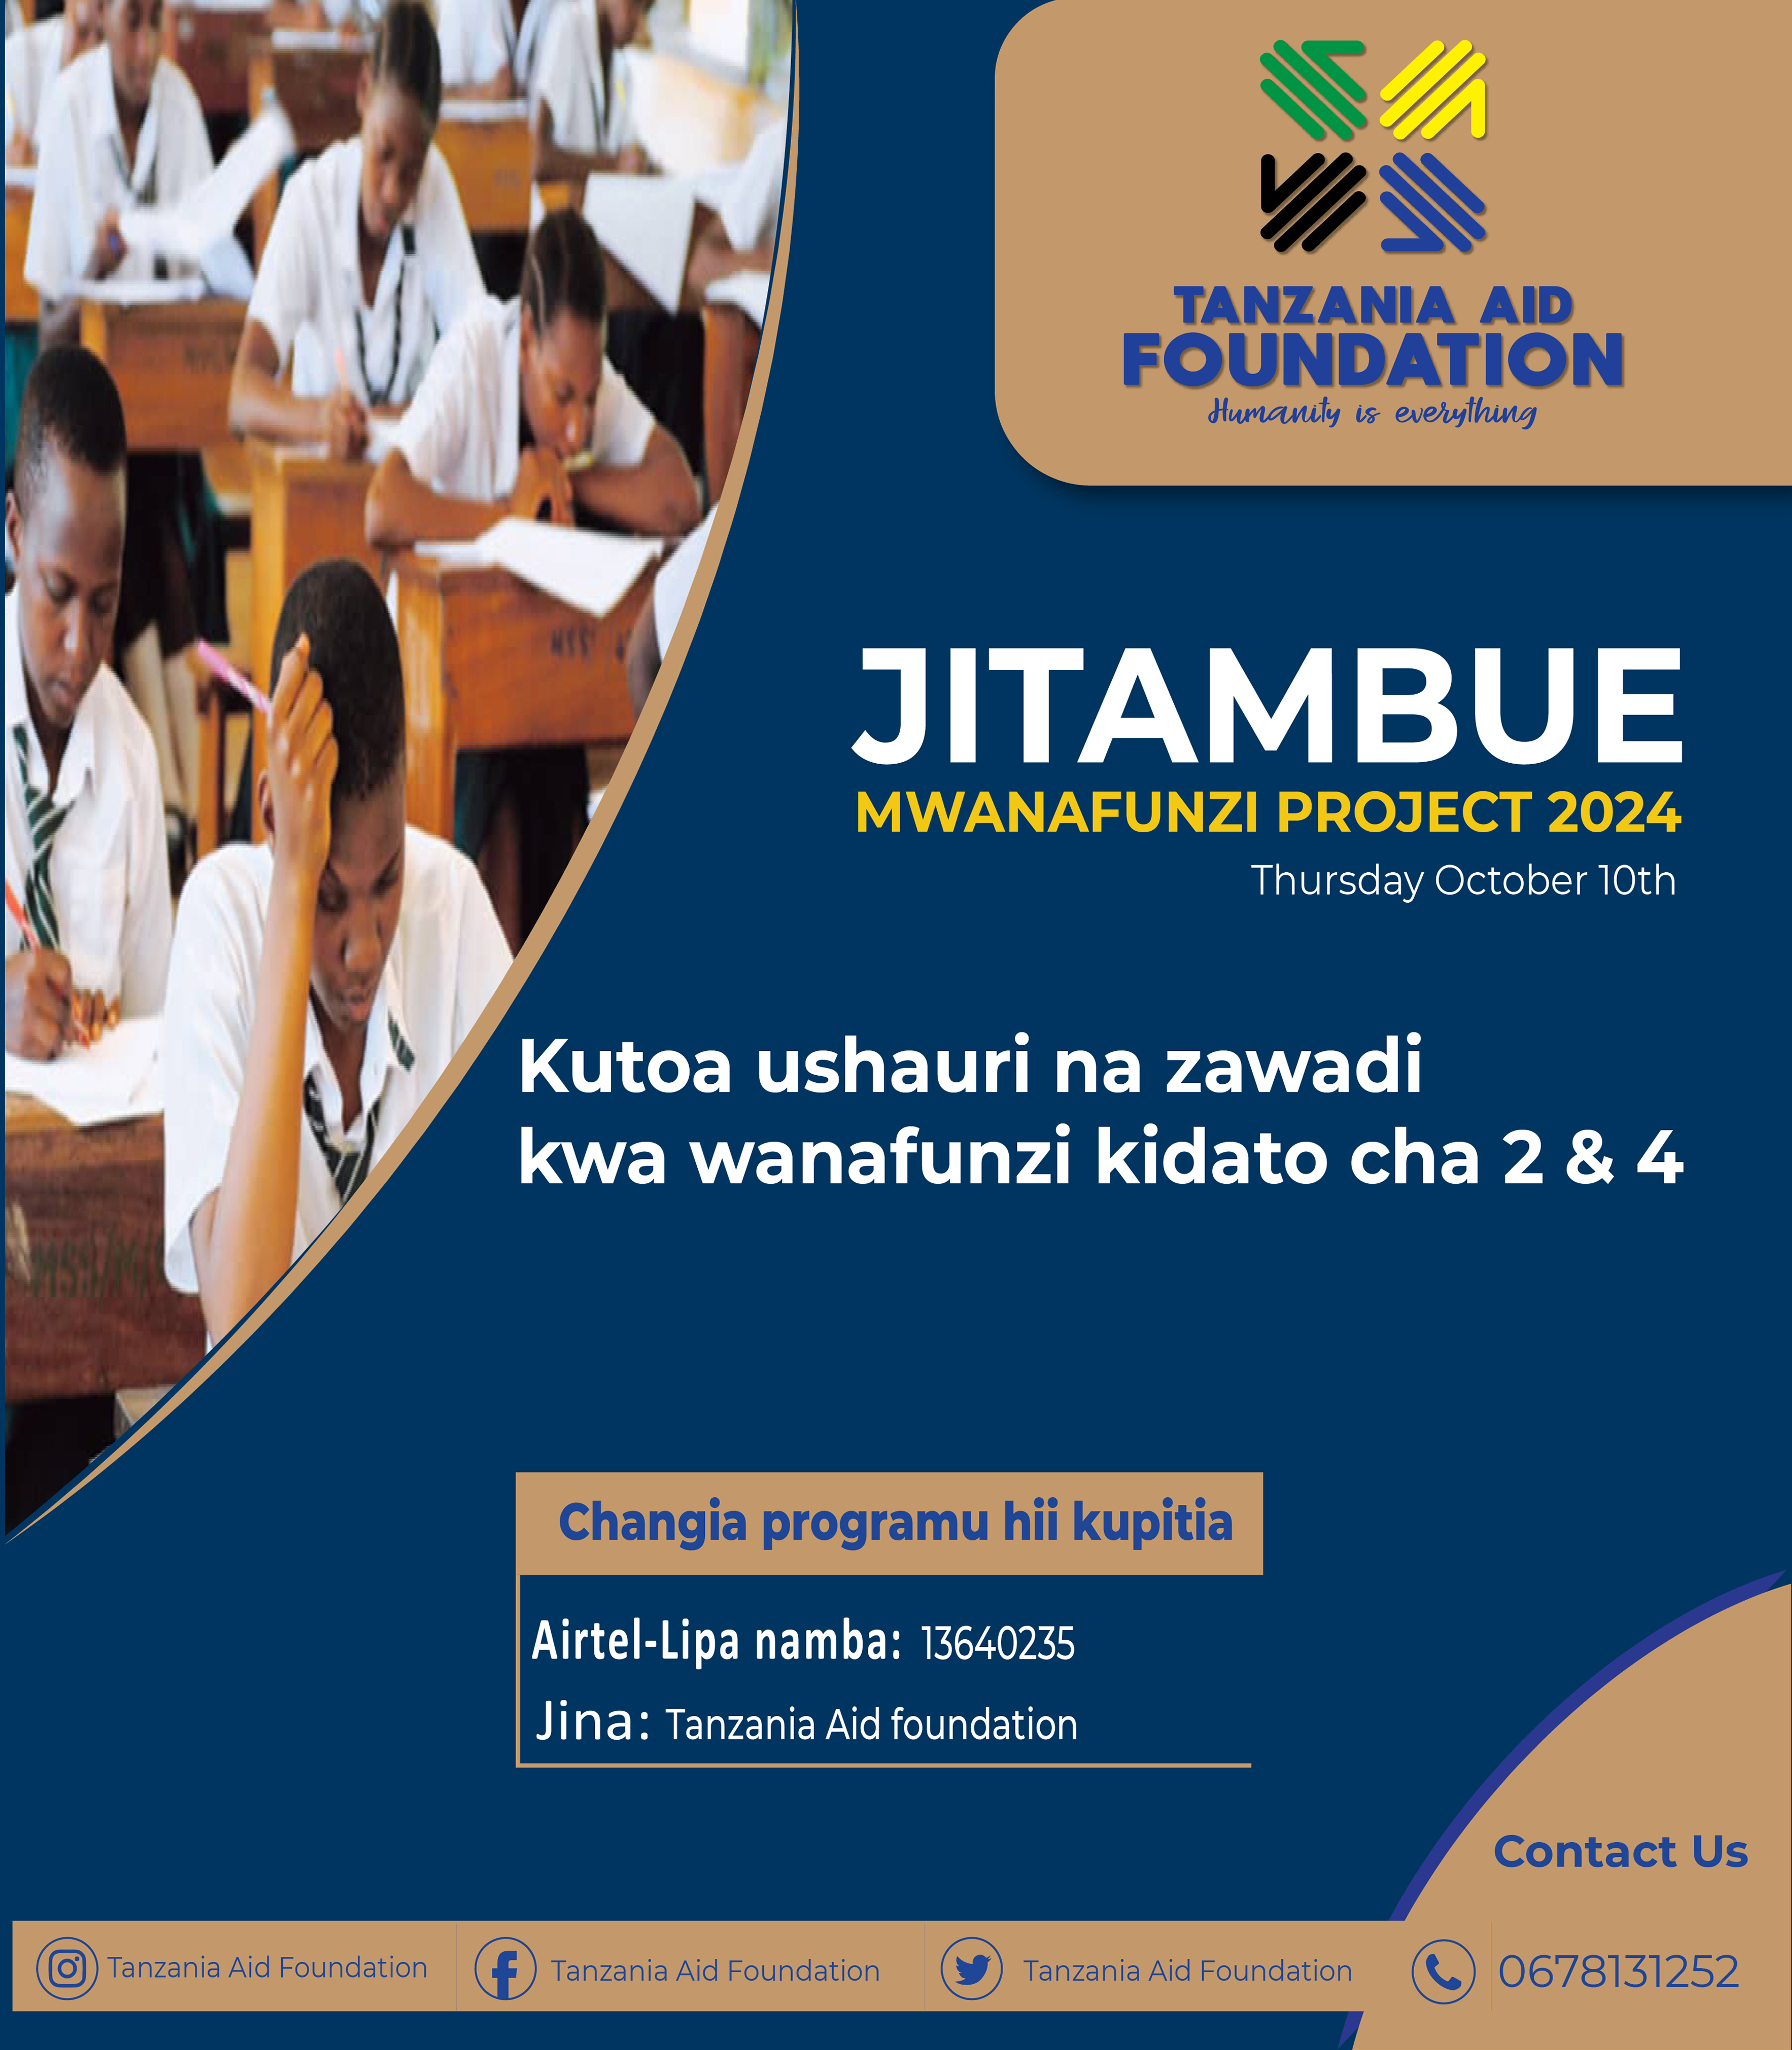 TANZANIA AID
FOUNDATION
Humanity is everything
JITAMBUE
MWANAFUNZI PROJECT 2024
Thursday October 10th
Kutoa ushauri na zawadi
kwa wanafunzi kidato cha 2 & 4
Changia programu hii kupitia
Airtel-Lipa namba: 13640235
Jina: Tanzania Aid foundation
Contact Us
Tanzania Aid Foundation
Tanzania Aid Foundation
Tanzania Aid Foundation
0678131252